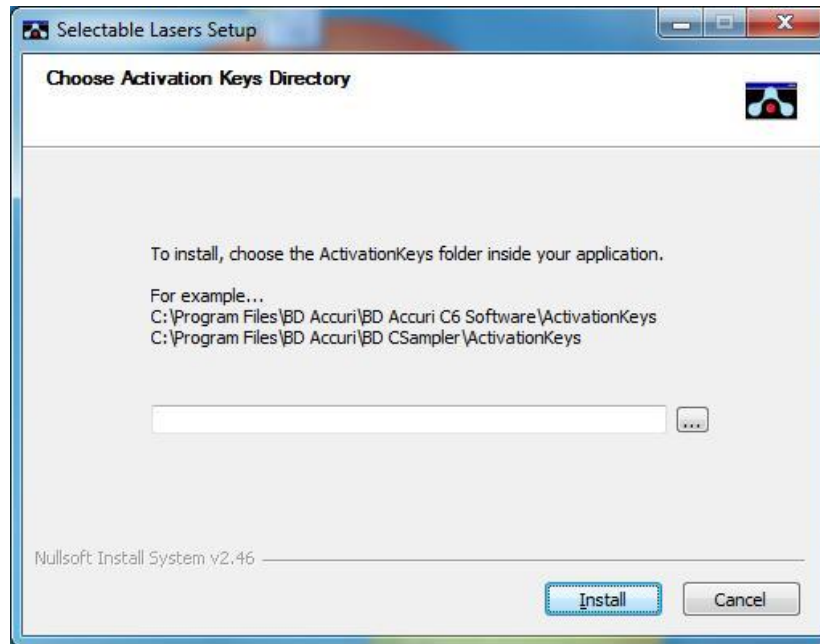 Selectable Lasers Setup
Choose Activation Keys Directory
To install, choose the ActivationKeys folder inside your application.
For example...
C:\Program Files\BD Accuri\BD Accuri C6 Software\ActivationKeys
C:\Program Files\BD Accuri\BD CSampler\ActivationKeys
...
Nullsoft Install System v2.46
Install
Cancel